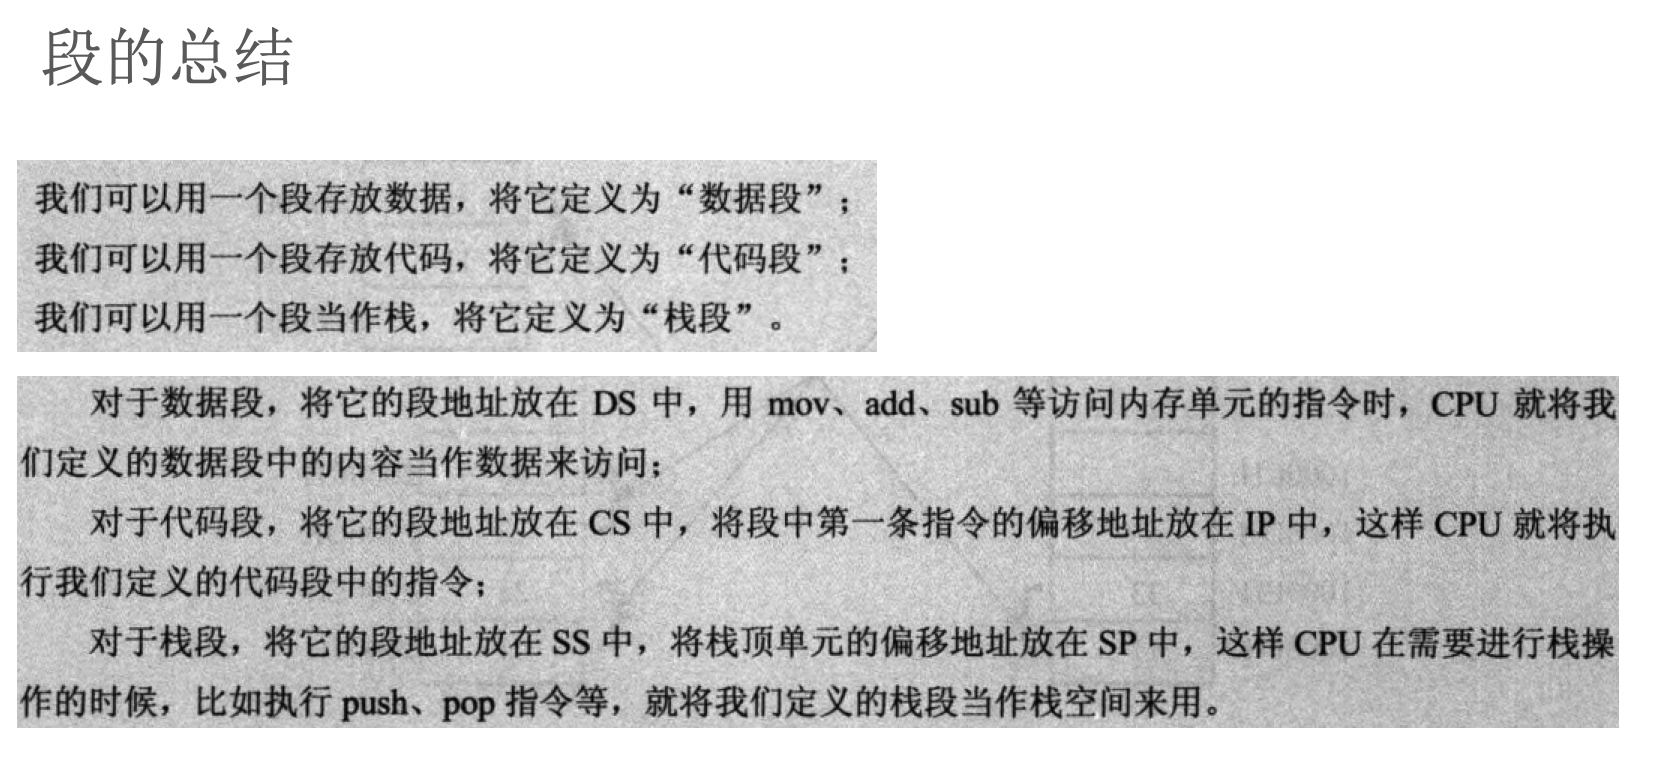 段的总结
我们可以用一个段存放数据，将它定义为“数据段”；
我们可以用一个段存放代码，将它定义为“代码段”；
我们可以用一个段当作栈，将它定义为“栈段”。
对于数据段，将它的段地址放在 DS 中，用 mov、add、sub 等访问内存单元的指令时，CPU 就将我
们定义的数据段中的内容当作数据来访问；
对于代码段，将它的段地址放在 CS 中，将段中第一条指令的偏移地址放在 IP 中，这样 CPU 就将执
行我们定义的代码段中的指令；
对于栈段，将它的段地址放在 SS 中，将栈顶单元的偏移地址放在 SP 中，这样 CPU 在需要进行栈操
作的时候，比如执行 push、pop 指令等，就将我们定义的栈段当作栈空间来用。